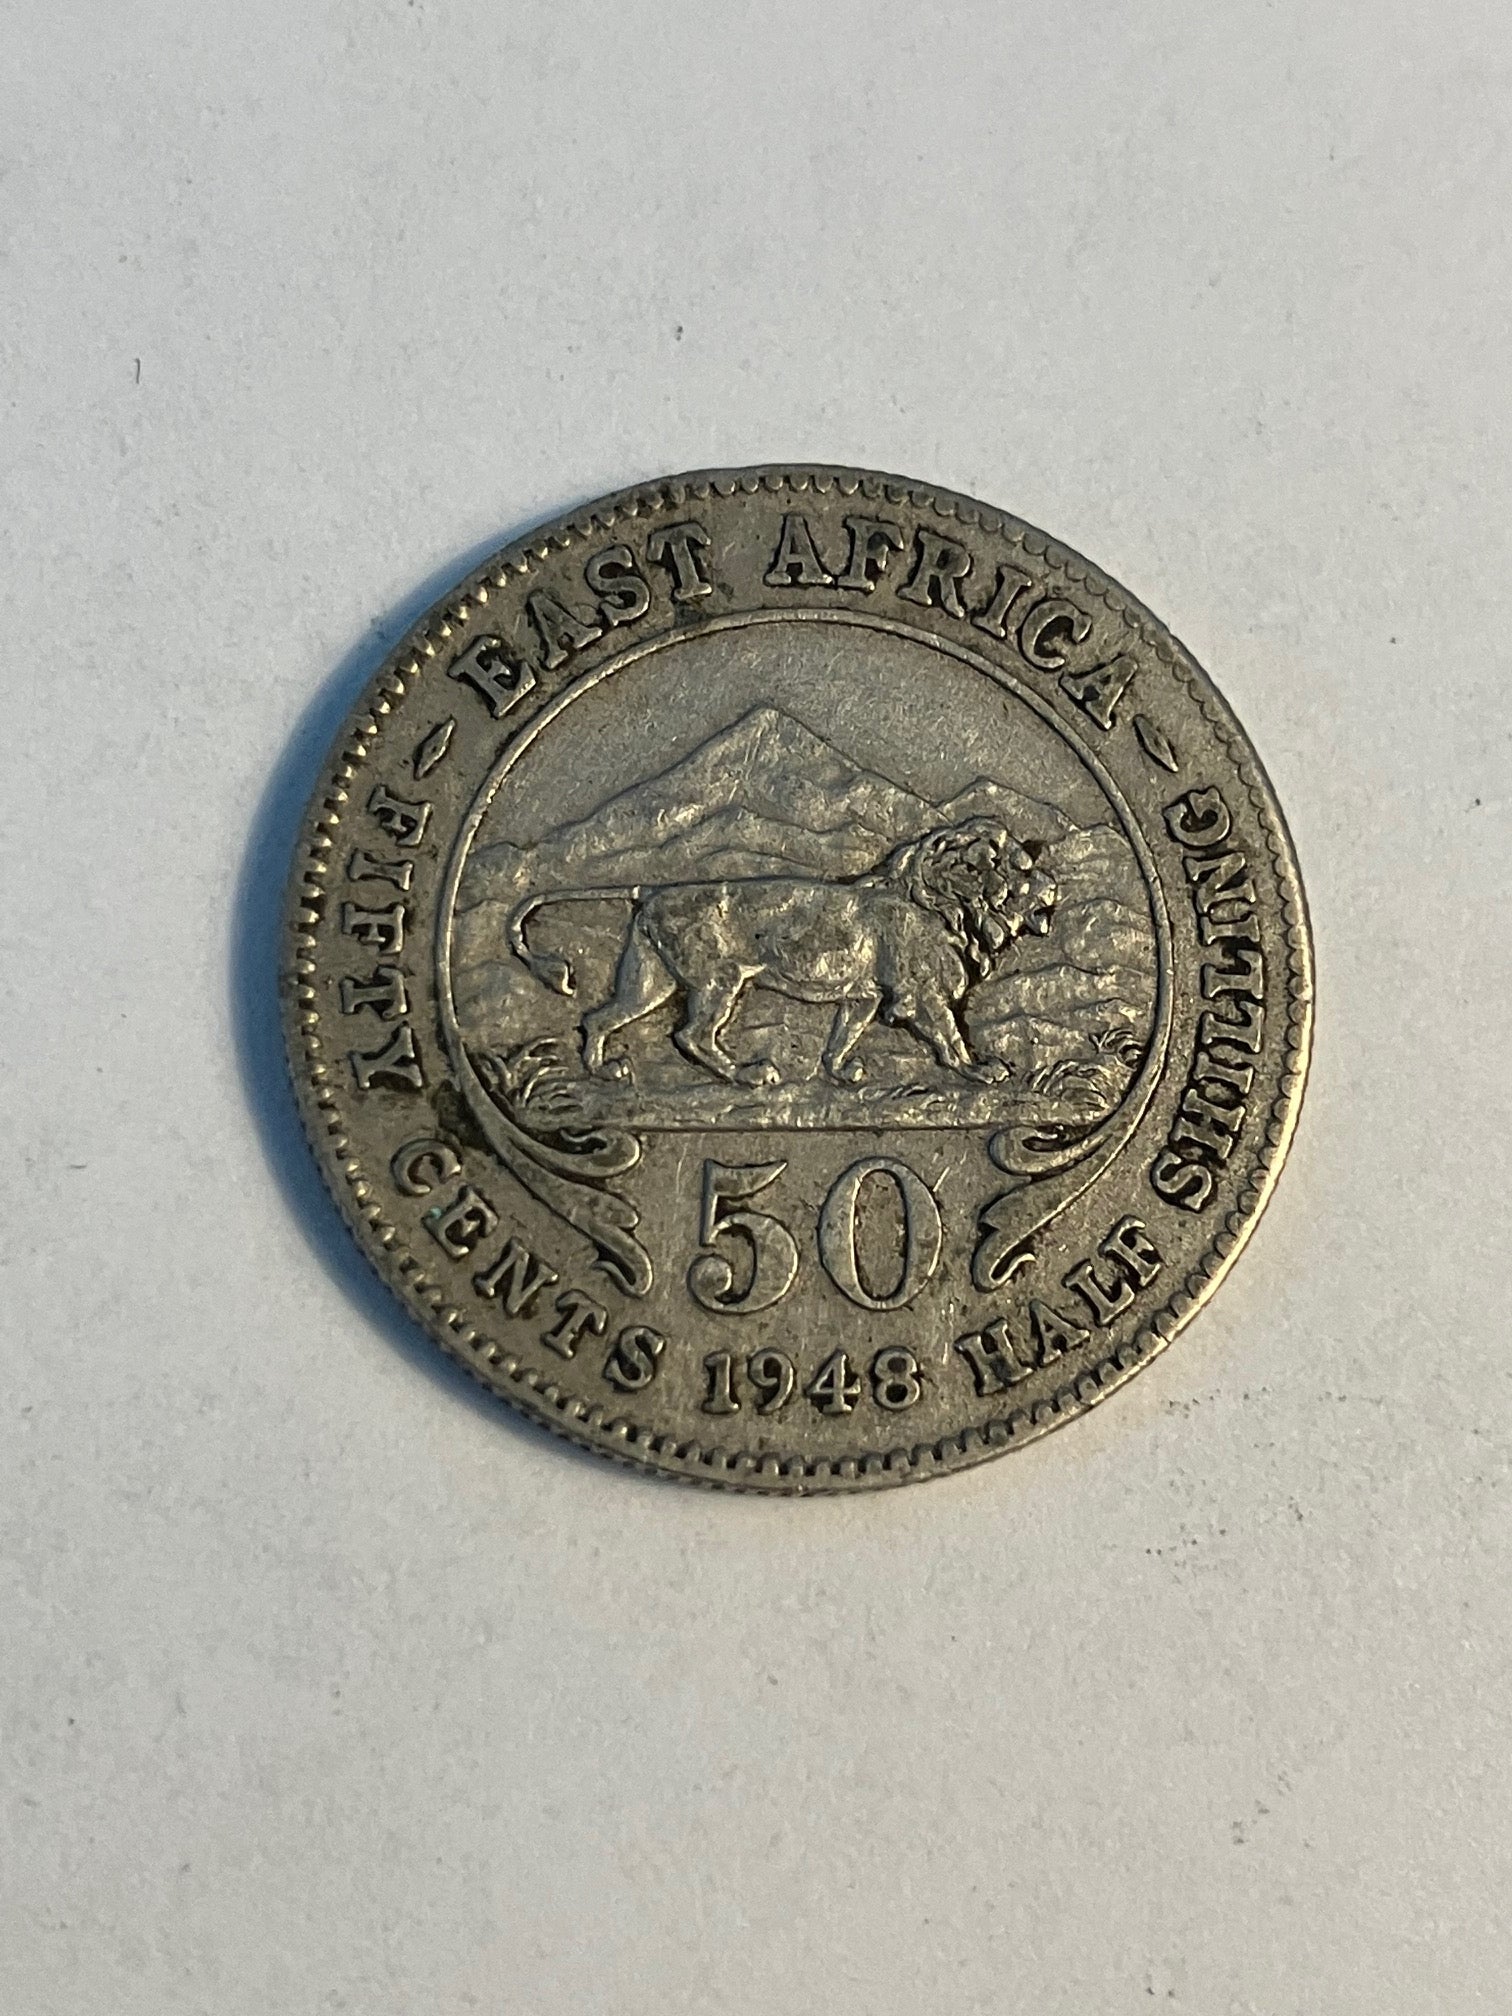 EAST AFRICA
FIFTY CENTS 1948 HALF SHILLING
50